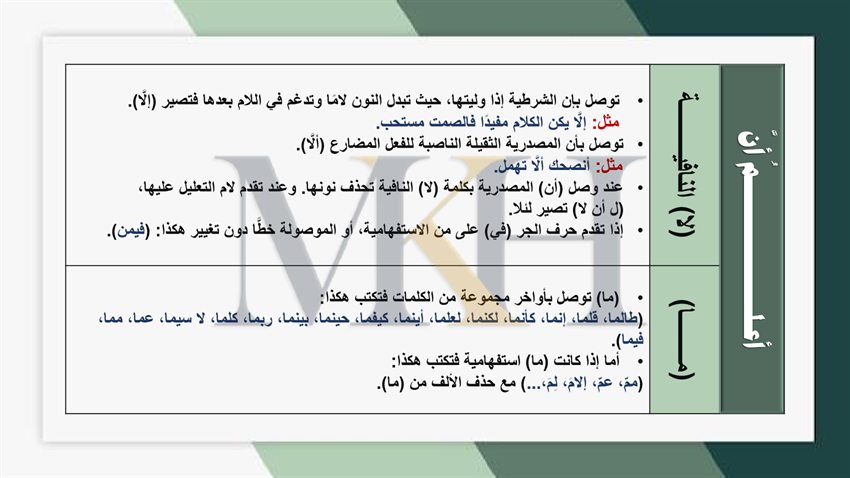 أعلـــــمُ أنَّ
(لا) النافيـــــة
• توصل بإن الشرطية إذا وليتها، حيث تبدل النون لامًا وتدغم في اللام بعدها فتصير (إلَّا).
مثل: إلَّا يكن الكلام مفيدًا فالصمت مستحب.
• توصل بأن المصدرية الثقيلة الناصبة للفعل المضارع (ألَّا).
مثل: أنصحك ألَّا تهمل.
• عند وصل (أن) المصدرية بكلمة (لا) النافية تحذف نونها. وعند تقدم لام التعليل عليها،
(ل أن لا) تصير لئلا.
• إذا تقدم حرف الجر (في) على من الاستفهامية، أو الموصولة خطًّا دون تغيير هكذا: (فيمن).
(مـــــا)
• (ما) توصل بأواخر مجموعة من الكلمات فتكتب هكذا:
(طالما، قلما، إنما، كأنما، لكنما، لعلما، أينما، كيفما، حينما، بينما، ربما، كلما، لا سيما، عما، مما،
فيما).
• أما إذا كانت (ما) استفهامية فتكتب هكذا:
(ممّ، عمّ، إلامَ، لِمَ،...) مع حذف الألف من (ما).
MKH